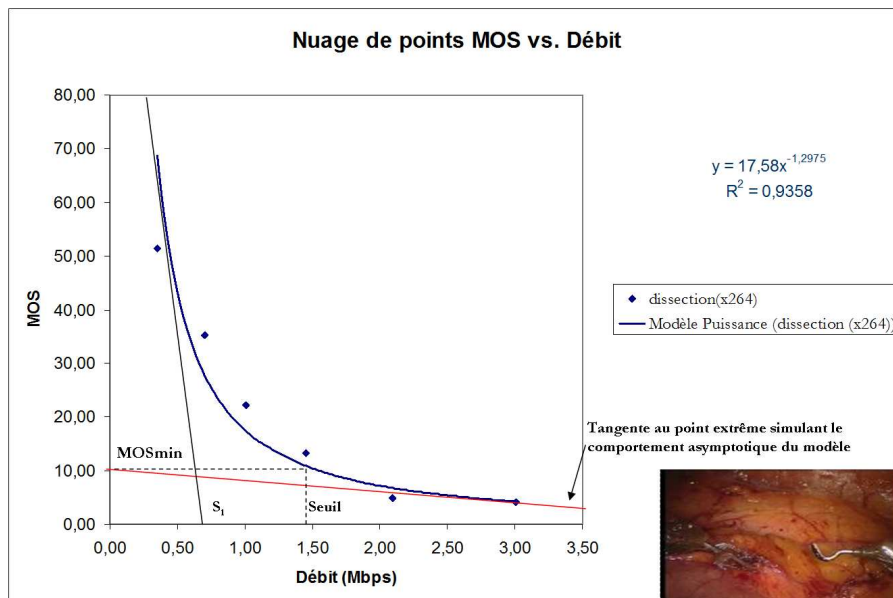 Nuage de points MOS vs. Débit
80,00
70,00
60,00
50,00
40,00
30,00
20,00
10,00
0,00
MOS
MOSmin
S1
Seuil
0,00 0,50 1,00 1,50 2,00 2,50 3,00 3,50
Débit (Mbps)
y = 17,58x^-1,2975
R² = 0,9358
dissection(x264)
Modèle Puissance (dissection (x264))
Tangente au point extrême simulant le
comportement asymptotique du modèle